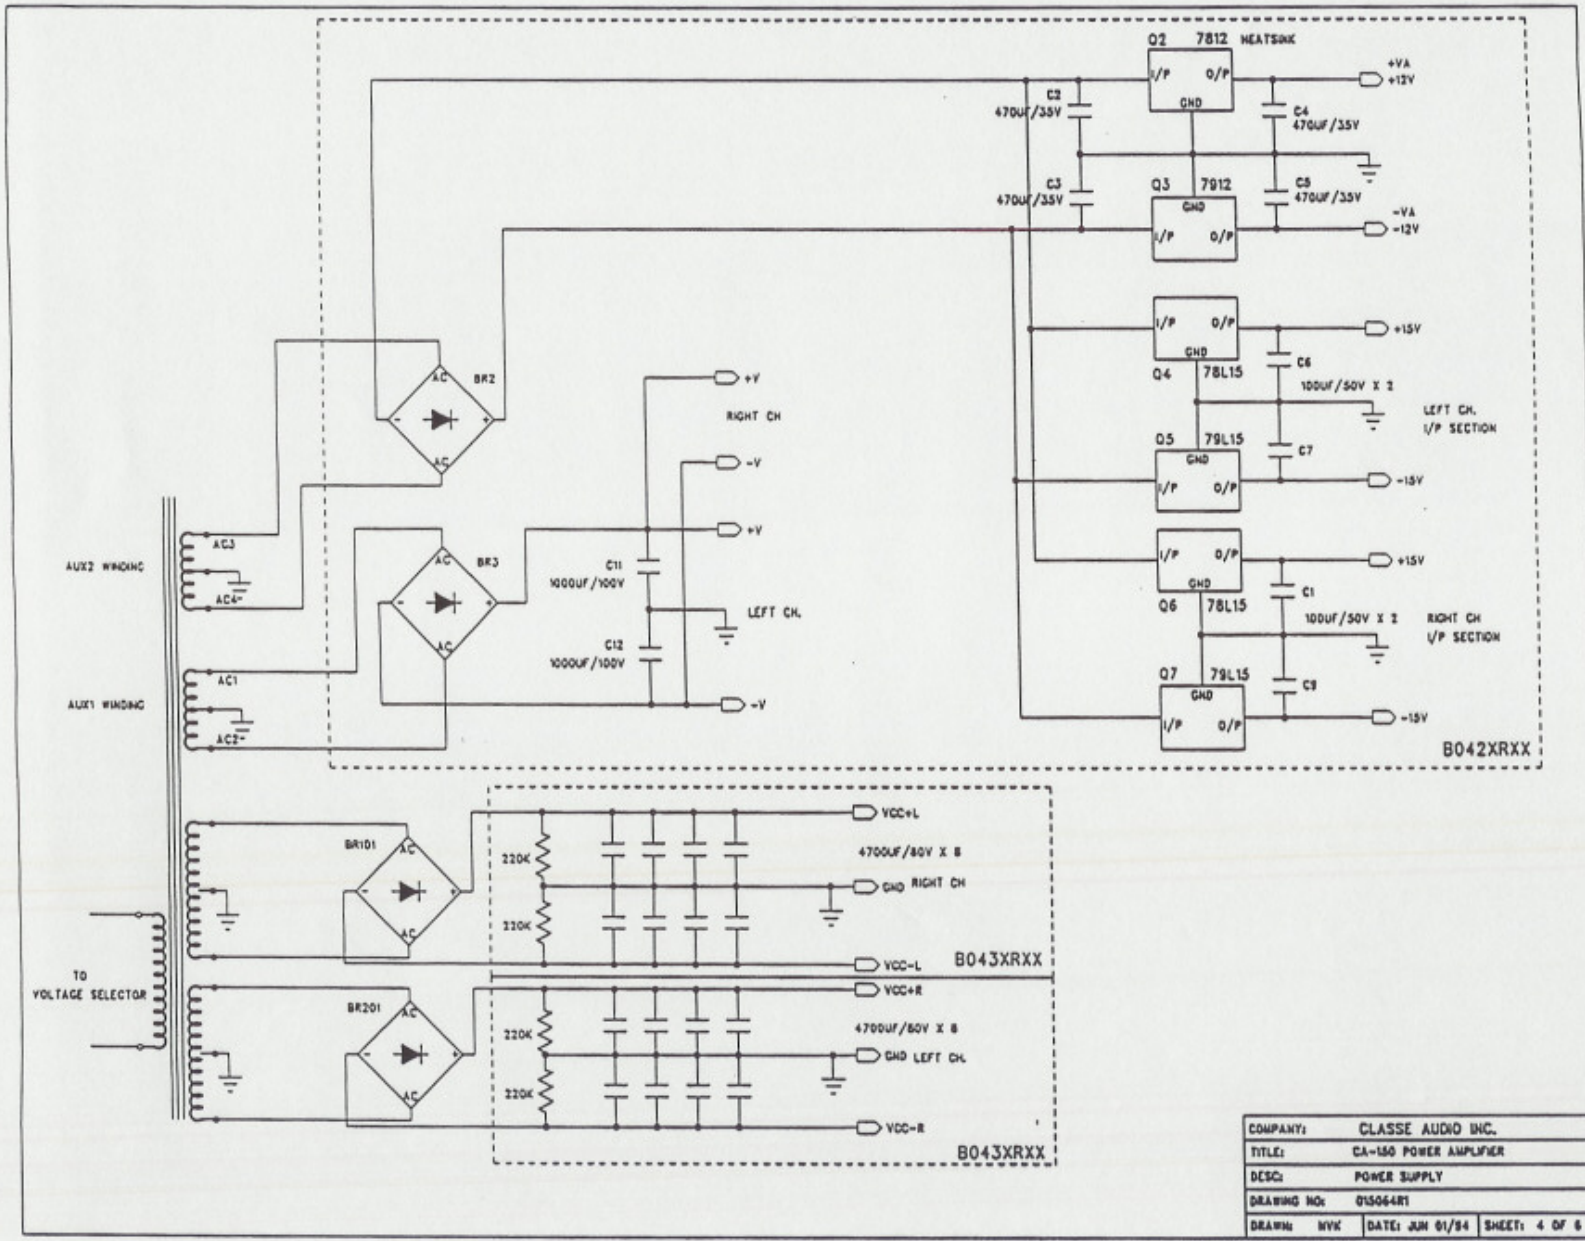 Q2 7812 HEATSINK
I/P O/P
GND
+VA
+12V
C2
470UF/35V
C4
470UF/35V
C3
470UF/35V
Q3 7912
GND
I/P O/P
C5
470UF/35V
-VA
-12V
I/P O/P
GND
Q4 78L15
+15V
C6
100UF/50V X 2
LEFT CH.
I/P SECTION
Q5 79L15
GND
I/P O/P
C7
-15V
I/P O/P
GND
Q6 78L15
+15V
C1
100UF/50V X 2
RIGHT CH
I/P SECTION
Q7 79L15
GND
I/P O/P
C9
-15V
B042XRXX
AC
BR2
- +
AC
+V
RIGHT CH
-V
+V
AUX2 WINDING
AC3
AC4
AC
BR3
- +
AC
C11
1000UF/100V
LEFT CH.
C12
1000UF/100V
-V
AUX1 WINDING
AC1
AC2
BR101
AC
- +
AC
220K
220K
VCC+L
4700UF/80V X 8
GND RIGHT CH
VCC-L
B043XRXX
TO
VOLTAGE SELECTOR
BR201
AC
- +
AC
220K
220K
VCC+R
4700UF/80V X 8
GND LEFT CH.
VCC-R
B043XRXX
COMPANY: CLASSE AUDIO INC.
TITLE: CA-150 POWER AMPLIFIER
DESC: POWER SUPPLY
DRAWING NO: 015064R1
DRAWN: MVK DATE: JUN 01/94 SHEET: 4 OF 6